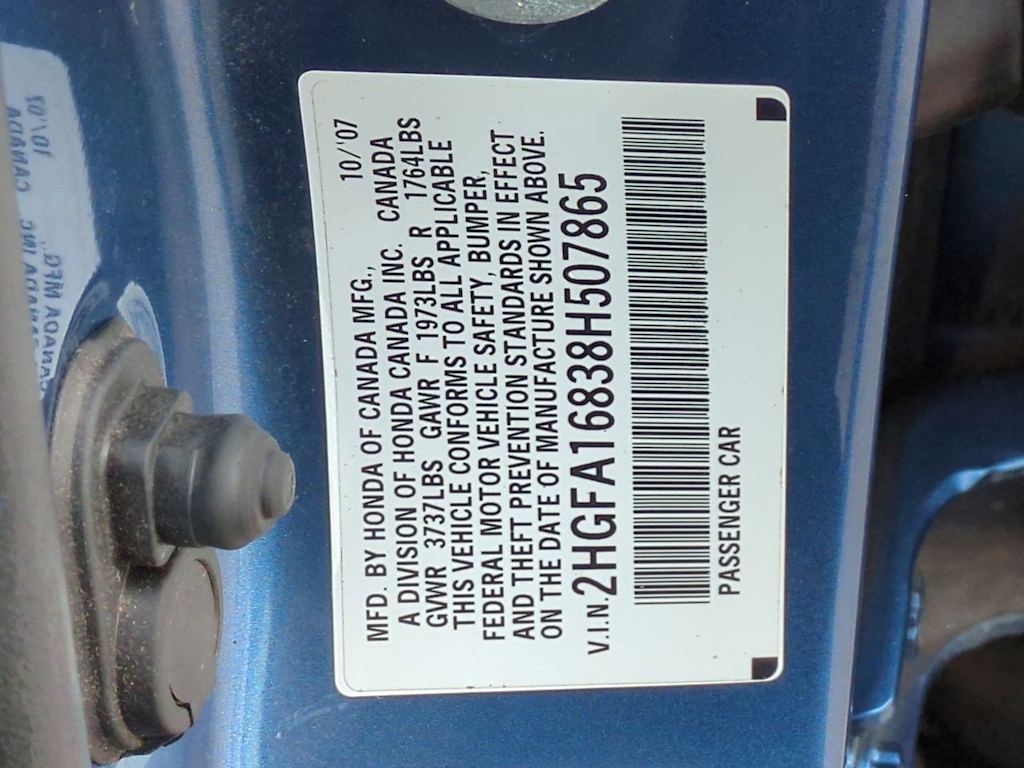 10/'07
MFD. BY HONDA OF CANADA MFG.,
A DIVISION OF HONDA CANADA INC. CANADA
GVWR 3737LBS GAWR F 1973LBS R 1764LBS
THIS VEHICLE CONFORMS TO ALL APPLICABLE
FEDERAL MOTOR VEHICLE SAFETY, BUMPER,
AND THEFT PREVENTION STANDARDS IN EFFECT
ON THE DATE OF MANUFACTURE SHOWN ABOVE.
V.I.N. 2HGFA16838H507865
PASSENGER CAR